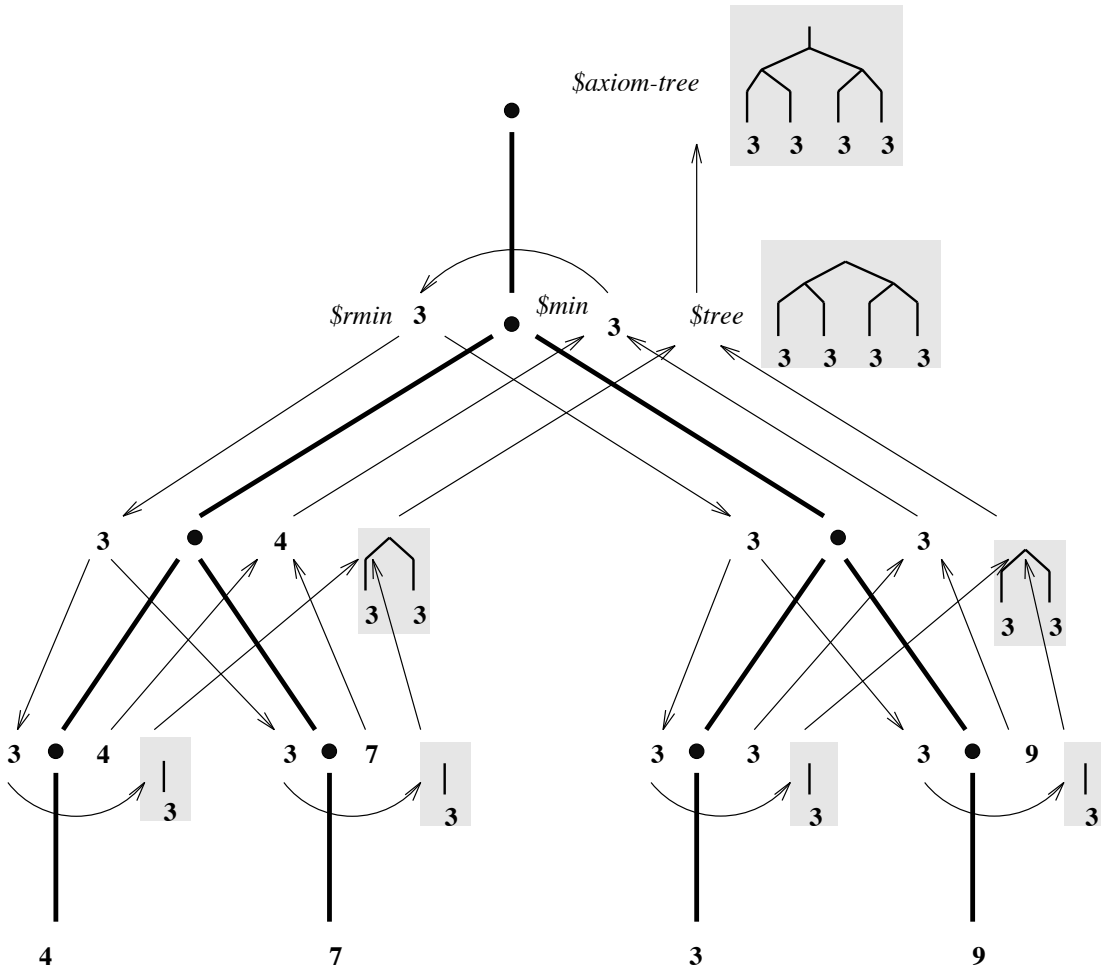 $axiom-tree
3 3 3 3
$rmin 3 $min 3 $tree
3 3 3 3
3 4 3 3
3 3 3 3
3 4 3 3 7 3
3 3 3 3 9 3
4 7 3 9